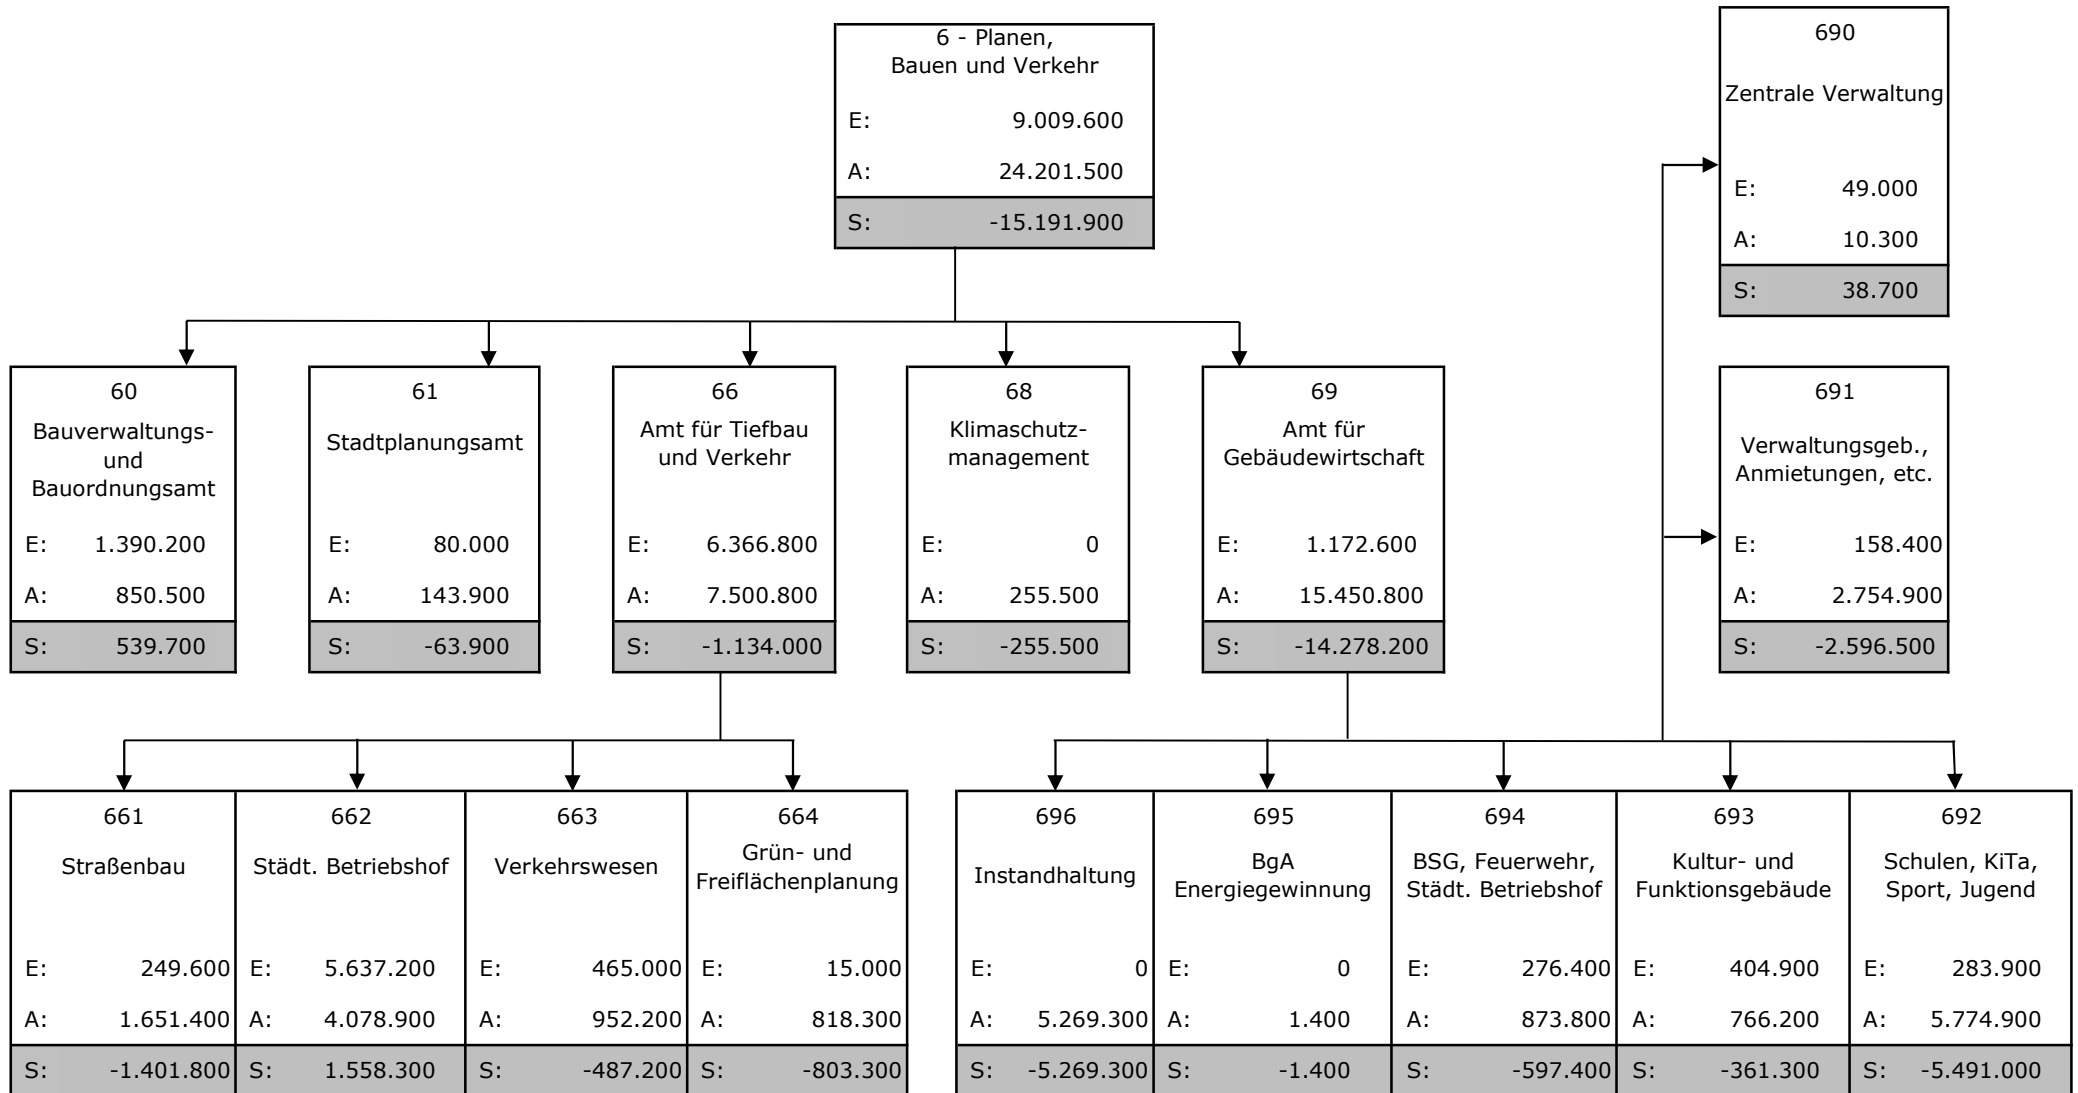 6 - Planen,
Bauen und Verkehr
E: 9.009.600
A: 24.201.500
S: -15.191.900
690
Zentrale Verwaltung
E: 49.000
A: 10.300
S: 38.700
60
Bauverwaltungs-
und
Bauordnungsamt
E: 1.390.200
A: 850.500
S: 539.700
61
Stadtplanungsamt
E: 80.000
A: 143.900
S: -63.900
66
Amt für Tiefbau
und Verkehr
E: 6.366.800
A: 7.500.800
S: -1.134.000
68
Klimaschutz-
management
E: 0
A: 255.500
S: -255.500
69
Amt für
Gebäudewirtschaft
E: 1.172.600
A: 15.450.800
S: -14.278.200
691
Verwaltungsgeb.,
Anmietungen, etc.
E: 158.400
A: 2.754.900
S: -2.596.500
661
Straßenbau
E: 249.600
A: 1.651.400
S: -1.401.800
662
Städt. Betriebshof
E: 5.637.200
A: 4.078.900
S: 1.558.300
663
Verkehrswesen
E: 465.000
A: 952.200
S: -487.200
664
Grün- und
Freiflächenplanung
E: 15.000
A: 818.300
S: -803.300
696
Instandhaltung
E: 0
A: 5.269.300
S: -5.269.300
695
BgA
Energiegewinnung
E: 0
A: 1.400
S: -1.400
694
BSG, Feuerwehr,
Städt. Betriebshof
E: 276.400
A: 873.800
S: -597.400
693
Kultur- und
Funktionsgebäude
E: 404.900
A: 766.200
S: -361.300
692
Schulen, KiTa,
Sport, Jugend
E: 283.900
A: 5.774.900
S: -5.491.000